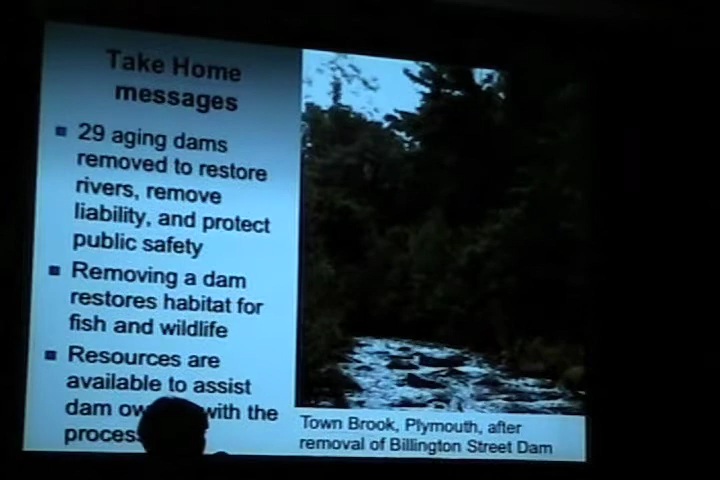 Take Home
messages
29 aging dams
removed to restore
rivers, remove
liability, and protect
public safety
Removing a dam
restores habitat for
fish and wildlife
Resources are
available to assist
dam with the
Town Brook, Plymouth, after
removal of Billington Street Dam